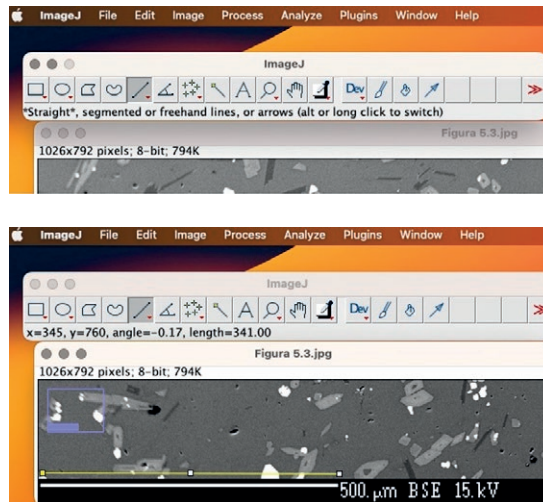 ImageJ File Edit Image Process Analyze Plugins Window Help
ImageJ
A Dev ≫
*Straight*, segmented or freehand lines, or arrows (alt or long click to switch)
Figura 5.3.jpg
1026x792 pixels; 8-bit; 794K
ImageJ File Edit Image Process Analyze Plugins Window Help
ImageJ
A Dev ≫
x=345, y=760, angle=-0.17, length=341.00
Figura 5.3.jpg
1026x792 pixels; 8-bit; 794K
500.µm BSE 15.kV